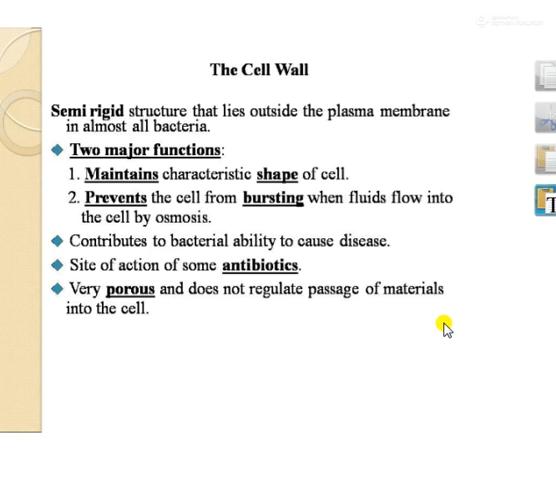 The Cell Wall
Semi rigid structure that lies outside the plasma membrane
in almost all bacteria.
Two major functions:
1. Maintains characteristic shape of cell.
2. Prevents the cell from bursting when fluids flow into
the cell by osmosis.
Contributes to bacterial ability to cause disease.
Site of action of some antibiotics.
Very porous and does not regulate passage of materials
into the cell.